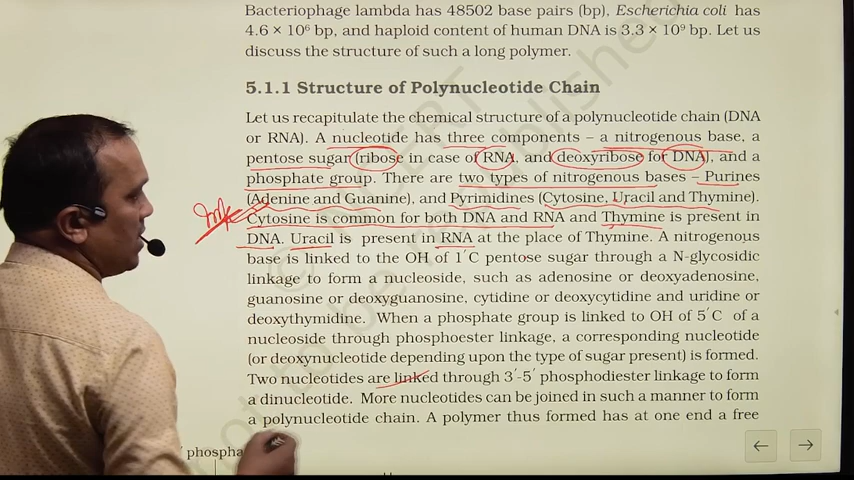 Bacteriophage lambda has 48502 base pairs (bp), Escherichia coli has
4.6 × 10⁶ bp, and haploid content of human DNA is 3.3 × 10⁹ bp. Let us
discuss the structure of such a long polymer.
5.1.1 Structure of Polynucleotide Chain
Let us recapitulate the chemical structure of a polynucleotide chain (DNA
or RNA). A nucleotide has three components – a nitrogenous base, a
pentose sugar (ribose in case of RNA, and deoxyribose for DNA), and a
phosphate group. There are two types of nitrogenous bases – Purines
(Adenine and Guanine), and Pyrimidines (Cytosine, Uracil and Thymine).
Cytosine is common for both DNA and RNA and Thymine is present in
DNA. Uracil is present in RNA at the place of Thymine. A nitrogenous
base is linked to the OH of 1′C pentose sugar through a N-glycosidic
linkage to form a nucleoside, such as adenosine or deoxyadenosine,
guanosine or deoxyguanosine, cytidine or deoxycytidine and uridine or
deoxythymidine. When a phosphate group is linked to OH of 5′C of a
nucleoside through phosphoester linkage, a corresponding nucleotide
(or deoxynucleotide depending upon the type of sugar present) is formed.
Two nucleotides are linked through 3′-5′ phosphodiester linkage to form
a dinucleotide. More nucleotides can be joined in such a manner to form
a polynucleotide chain. A polymer thus formed has at one end a free
phospha